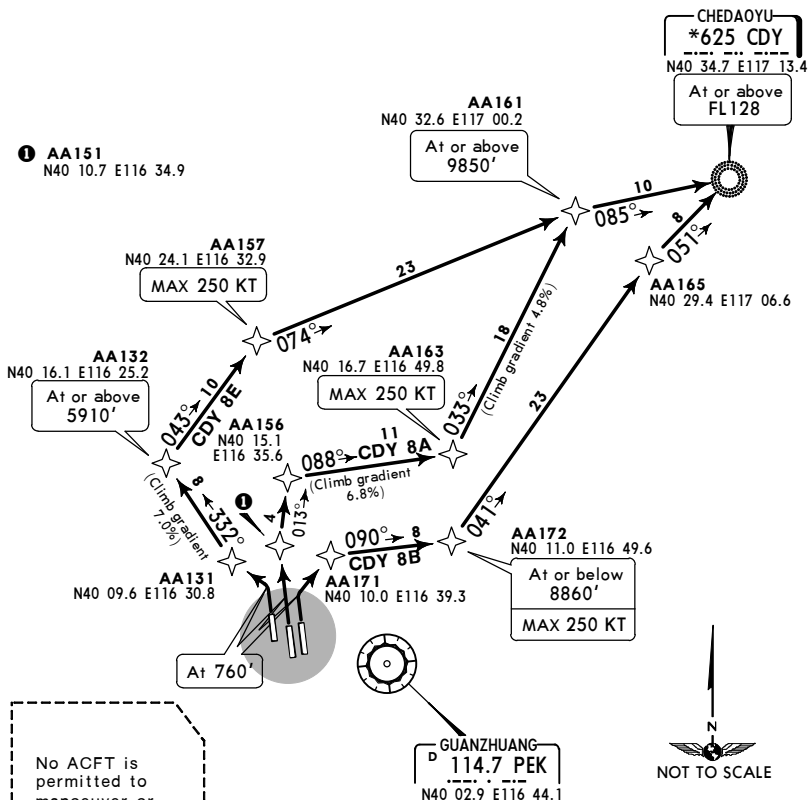 CHEDAOYU
*625 CDY
N40 34.7 E117 13.4
At or above
FL128
AA161
N40 32.6 E117 00.2
At or above
9850'
1 AA151
N40 10.7 E116 34.9
10
085°
8
051°
AA157
N40 24.1 E116 32.9
MAX 250 KT
23
074°
AA165
N40 29.4 E117 06.6
AA132
N40 16.1 E116 25.2
At or above
5910'
AA163
N40 16.7 E116 49.8
MAX 250 KT
18
(Climb gradient 4.8%)
033°
23
043°
10
CDY 8E
AA156
N40 15.1
E116 35.6
088°
11
CDY 8A
(Climb gradient
6.8%)
8
332°
(Climb gradient
7.0%)
1
4
013°
090°
8
CDY 8B
041°
AA172
N40 11.0 E116 49.6
At or below
8860'
MAX 250 KT
AA131
N40 09.6 E116 30.8
AA171
N40 10.0 E116 39.3
At 760'
GUANZHUANG
D 114.7 PEK
N40 02.9 E116 44.1
N
NOT TO SCALE
No ACFT is
permitted to